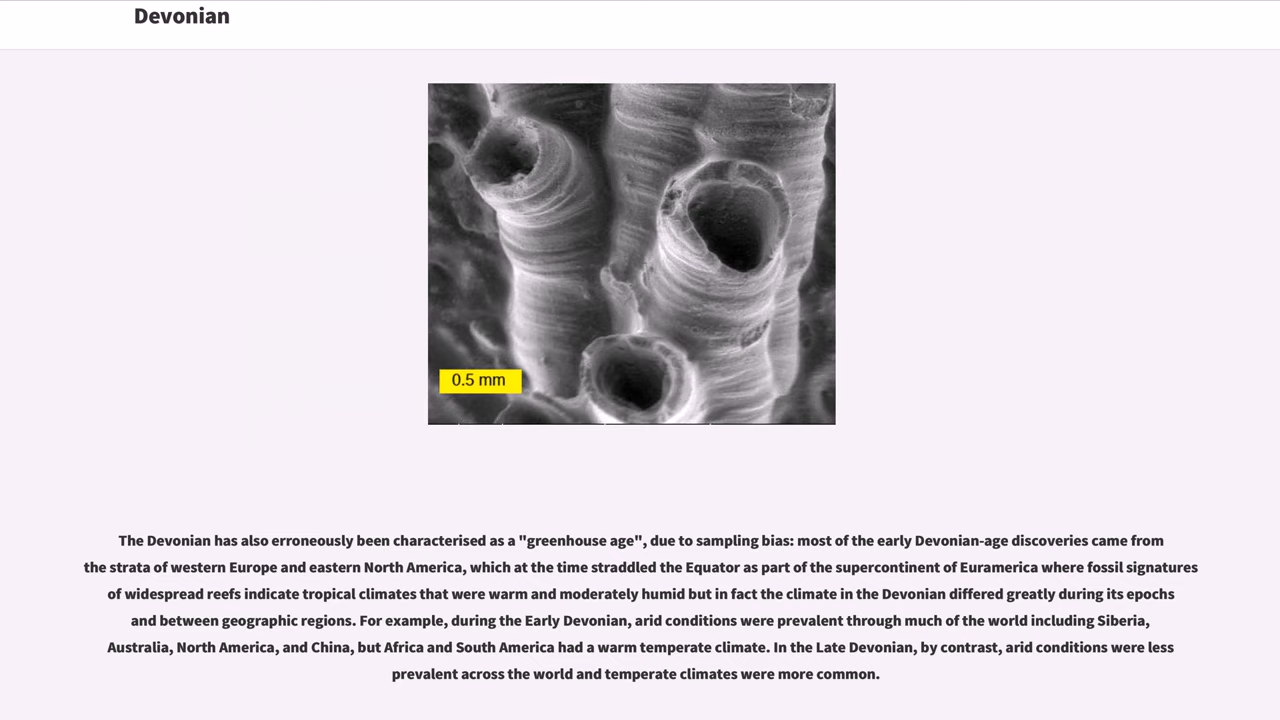 Devonian
0.5 mm
The Devonian has also erroneously been characterised as a "greenhouse age", due to sampling bias: most of the early Devonian-age discoveries came from
the strata of western Europe and eastern North America, which at the time straddled the Equator as part of the supercontinent of Euramerica where fossil signatures
of widespread reefs indicate tropical climates that were warm and moderately humid but in fact the climate in the Devonian differed greatly during its epochs
and between geographic regions. For example, during the Early Devonian, arid conditions were prevalent through much of the world including Siberia,
Australia, North America, and China, but Africa and South America had a warm temperate climate. In the Late Devonian, by contrast, arid conditions were less
prevalent across the world and temperate climates were more common.